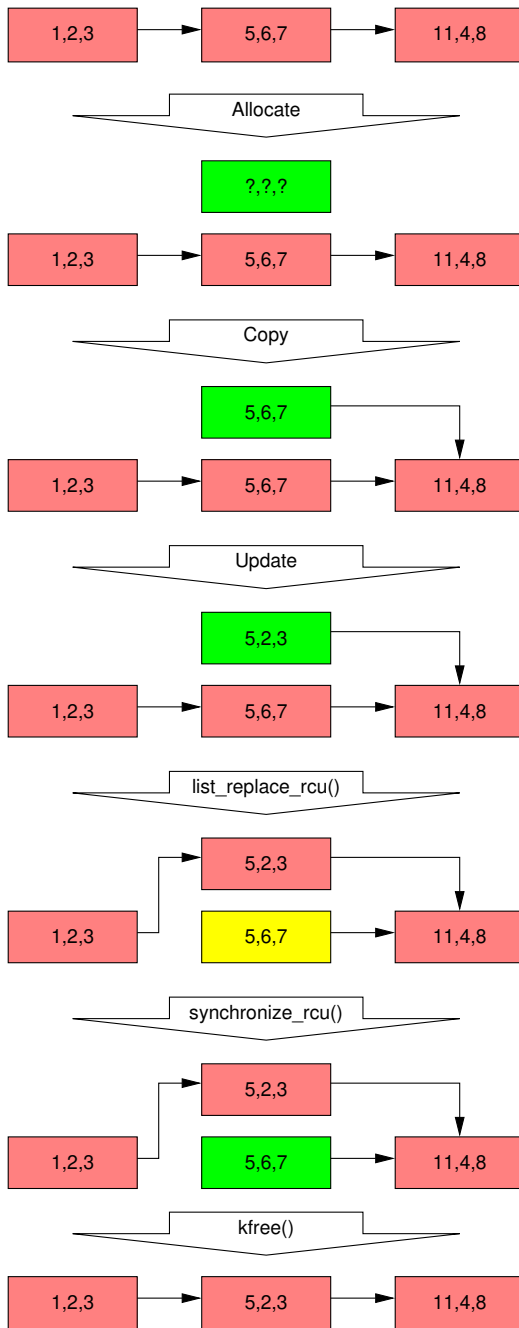 1,2,3 5,6,7 11,4,8
Allocate
?,?,?
1,2,3 5,6,7 11,4,8
Copy
5,6,7
1,2,3 5,6,7 11,4,8
Update
5,2,3
1,2,3 5,6,7 11,4,8
list_replace_rcu()
5,2,3
1,2,3 5,6,7 11,4,8
synchronize_rcu()
5,2,3
1,2,3 5,6,7 11,4,8
kfree()
1,2,3 5,2,3 11,4,8